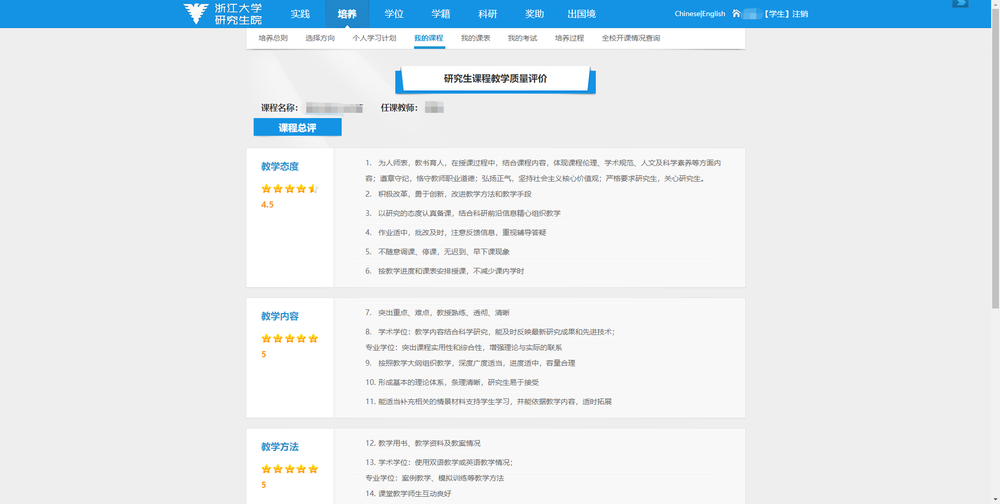 浙江大学
研究生院
实践 培养 学位 学籍 科研 奖助 出国境
Chinese|English 【学生】注销
培养总则 选择方向 个人学习计划 我的课程 我的课表 我的考试 培养过程 全校开课情况查询
研究生课程教学质量评价
课程名称： 任课教师：
课程总评
教学态度
4.5
1. 为人师表，教书育人，在授课过程中，结合课程内容，体现课程伦理、学术规范、人文及科学素养等方面内
容；遵章守纪，恪守教师职业道德；弘扬正气，坚持社会主义核心价值观；严格要求研究生，关心研究生。
2. 积极改革，勇于创新，改进教学方法和教学手段
3. 以研究的态度认真备课，结合科研前沿信息精心组织教学
4. 作业适中，批改及时，注意反馈信息，重视辅导答疑
5. 不随意调课、停课，无迟到、早下课现象
6. 按教学进度和课表安排授课，不减少课内学时
教学内容
5
7. 突出重点、难点，教授熟练、透彻、清晰
8. 学术学位：教学内容结合科学研究，能及时反映最新研究成果和先进技术；
专业学位：突出课程实用性和综合性，增强理论与实际的联系
9. 按照教学大纲组织教学，深度广度适当，进度适中，容量合理
10. 形成基本的理论体系，条理清晰，研究生易于接受
11. 能适当补充相关的情景材料支持学生学习，并能依据教学内容，适时拓展
教学方法
5
12. 教学用书、教学资料及教案情况
13. 学术学位：使用双语教学或英语教学情况；
专业学位：案例教学、模拟训练等教学方法
14. 课堂教学师生互动良好